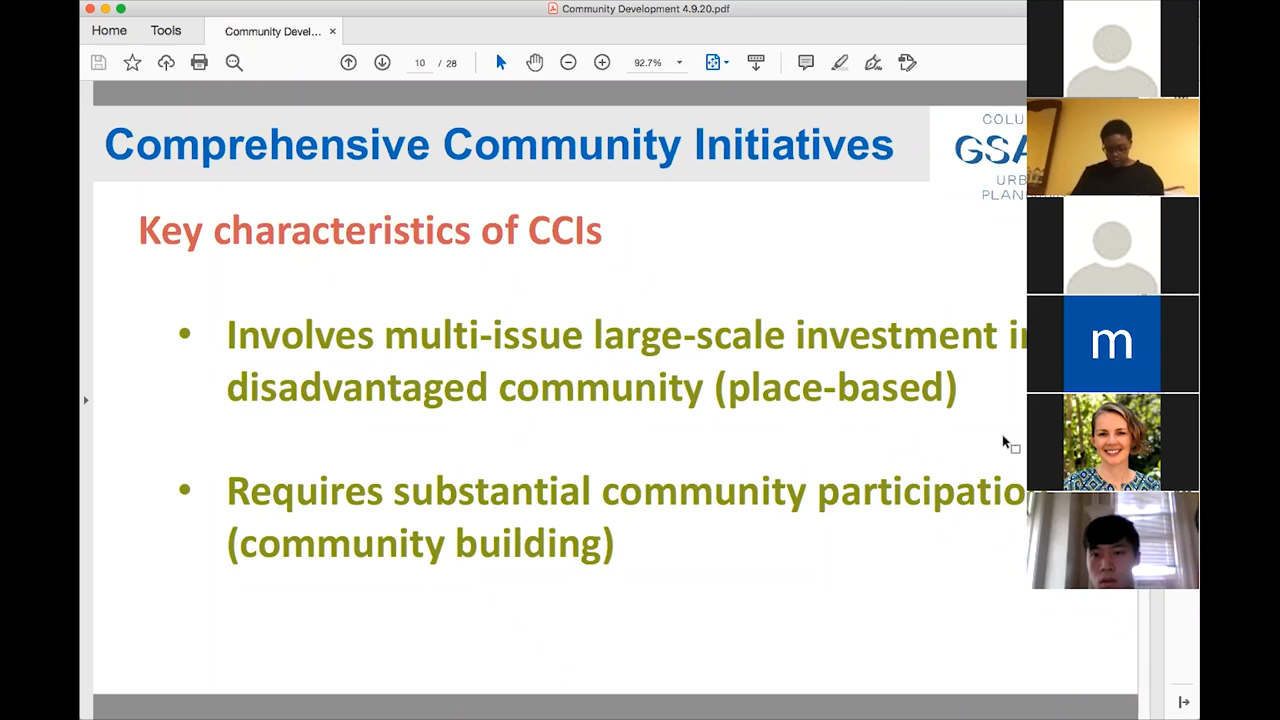 Community Development 4.9.20.pdf
Home Tools Community Devel... ×
10 / 28 92.7%
Comprehensive Community Initiatives
COLU
GSA
URB
PLAN
Key characteristics of CCIs
• Involves multi-issue large-scale investment in
disadvantaged community (place-based)
• Requires substantial community participatio
(community building)
m